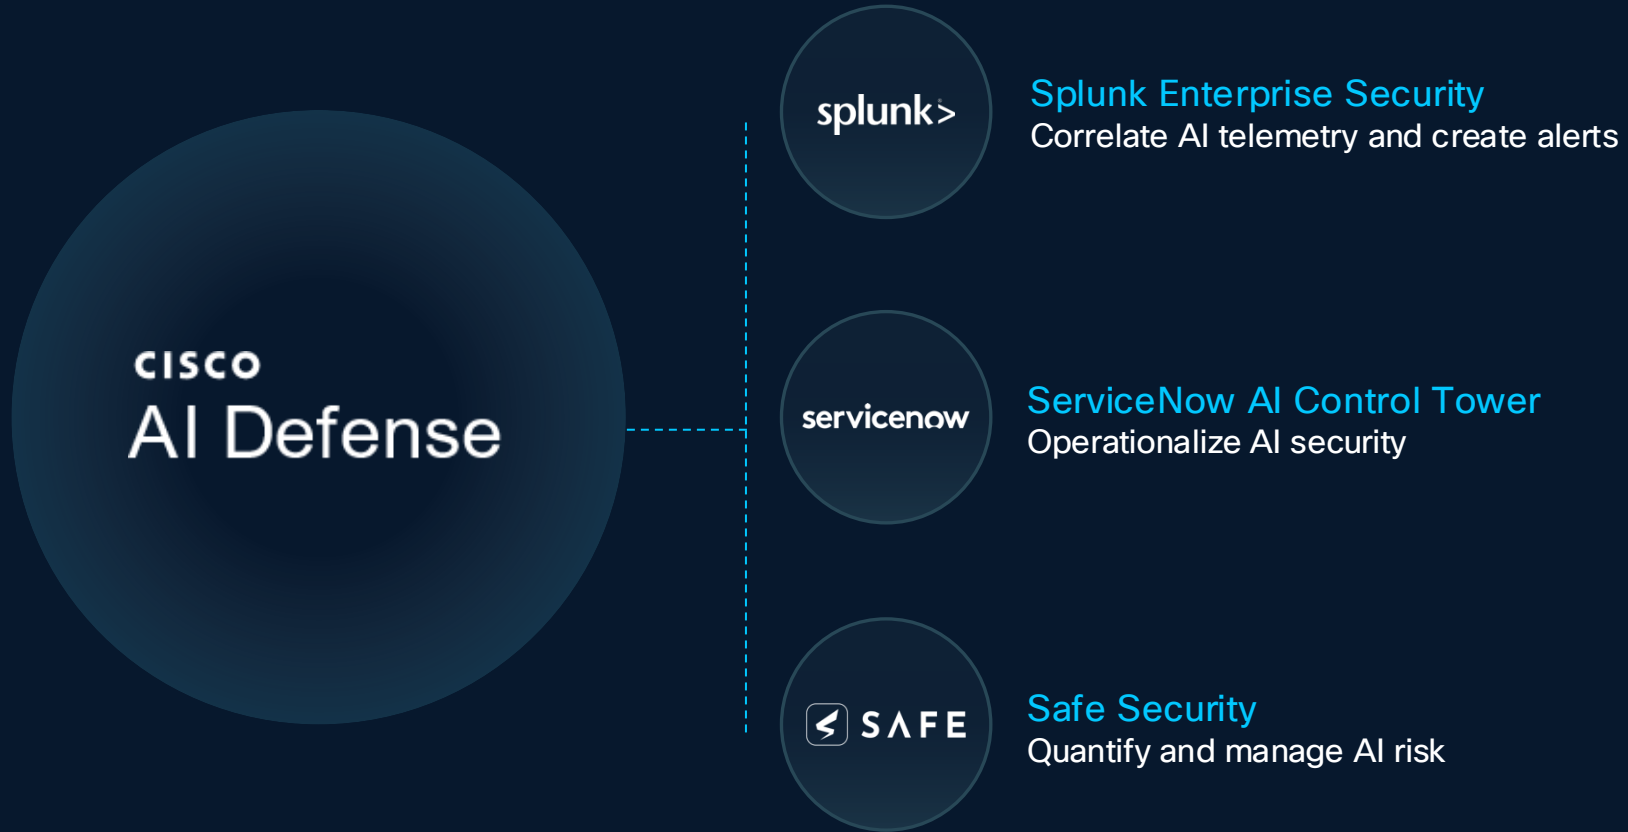 CISCO
AI Defense
splunk>
Splunk Enterprise Security
Correlate AI telemetry and create alerts
servicenow
ServiceNow AI Control Tower
Operationalize AI security
SAFE
Safe Security
Quantify and manage AI risk